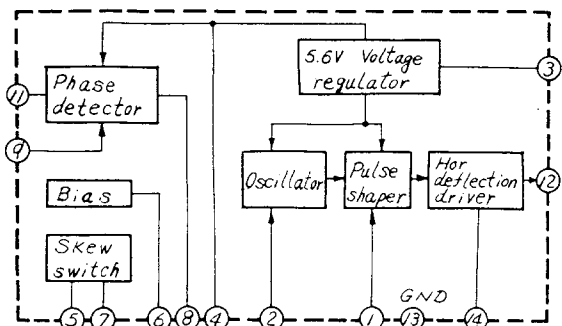 5.6V Voltage
regulator
3
Phase
detector
11
9
Oscillator
Pulse
shaper
Hor
deflection
driver
12
Bias
Skew
switch
GND
5 7 6 8 4 2 1 13 14